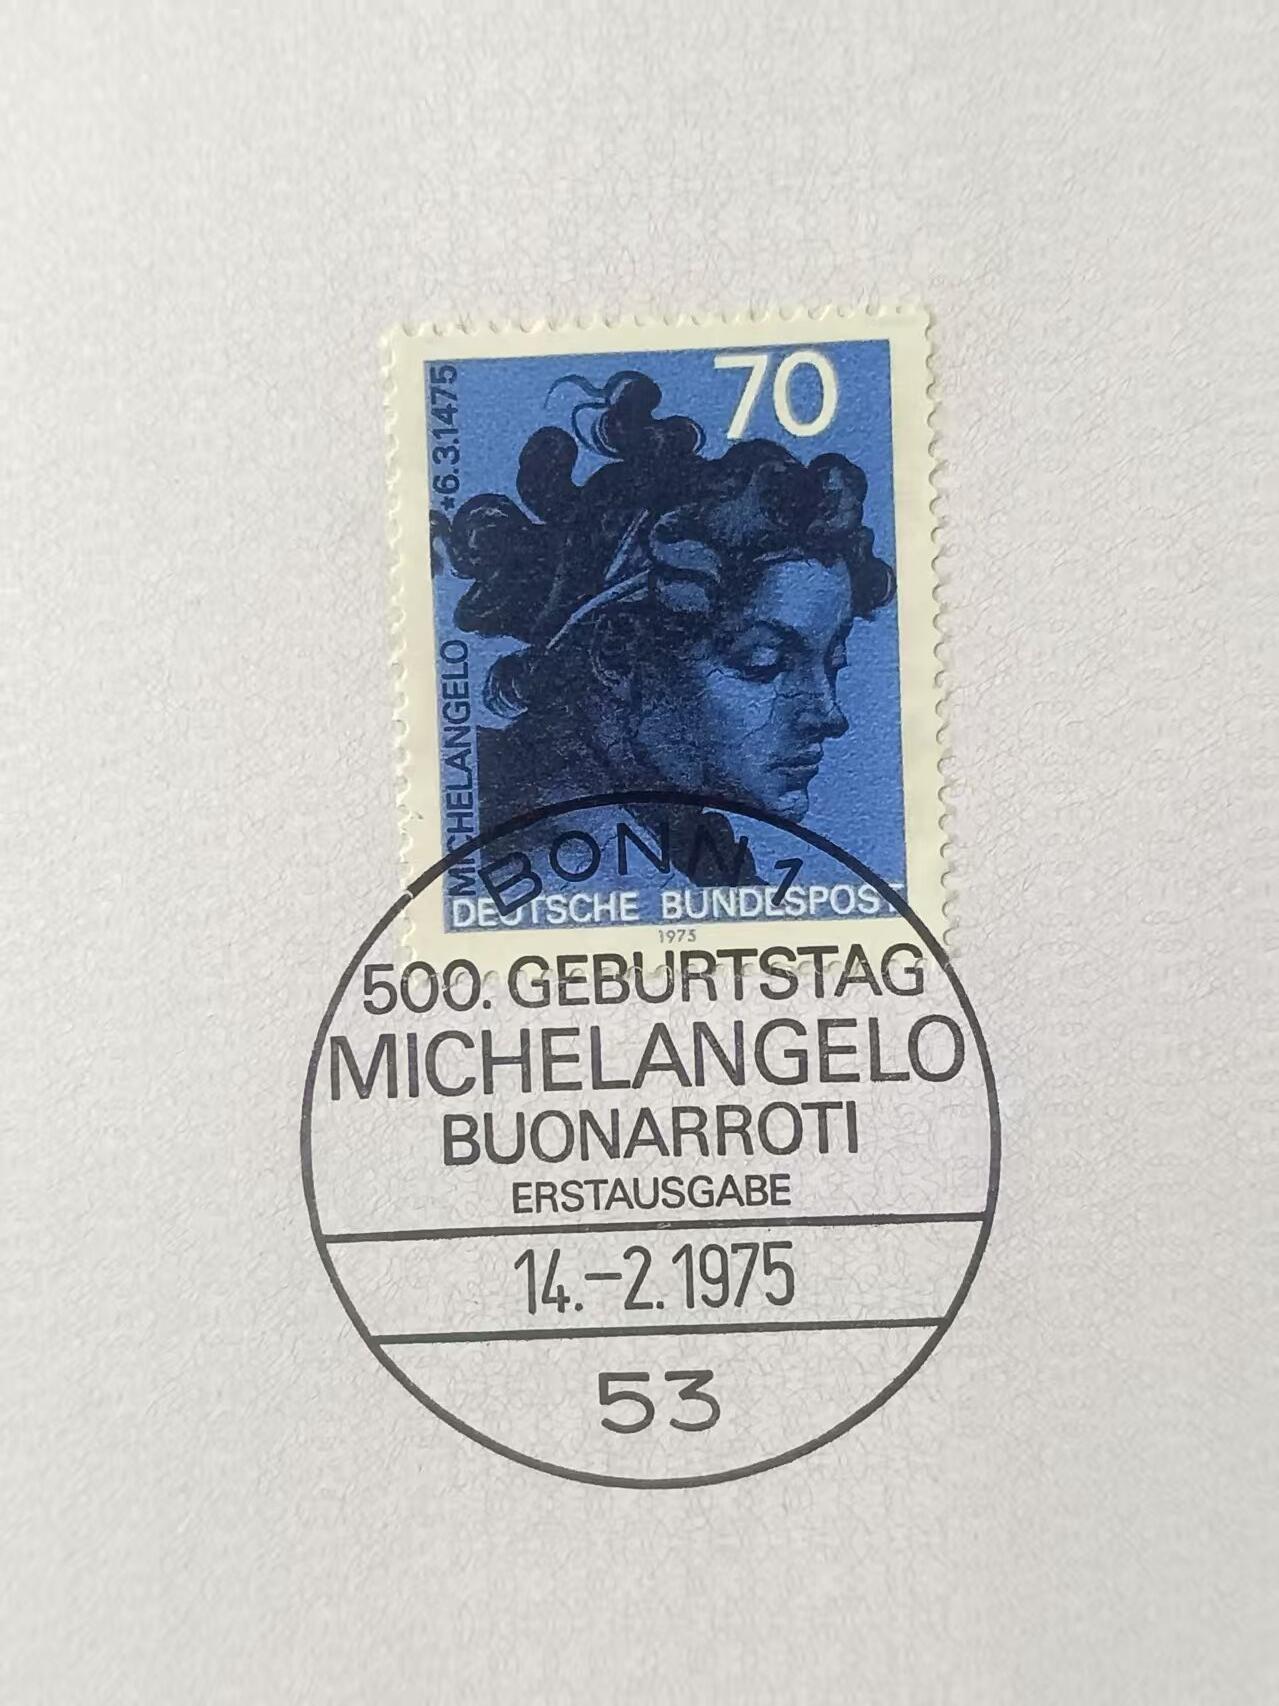 70
MICHELANGELO *6.3.1475
DEUTSCHE BUNDESPOST
1975
BONN 1
500. GEBURTSTAG
MICHELANGELO
BUONARROTI
ERSTAUSGABE
14.-2.1975
53